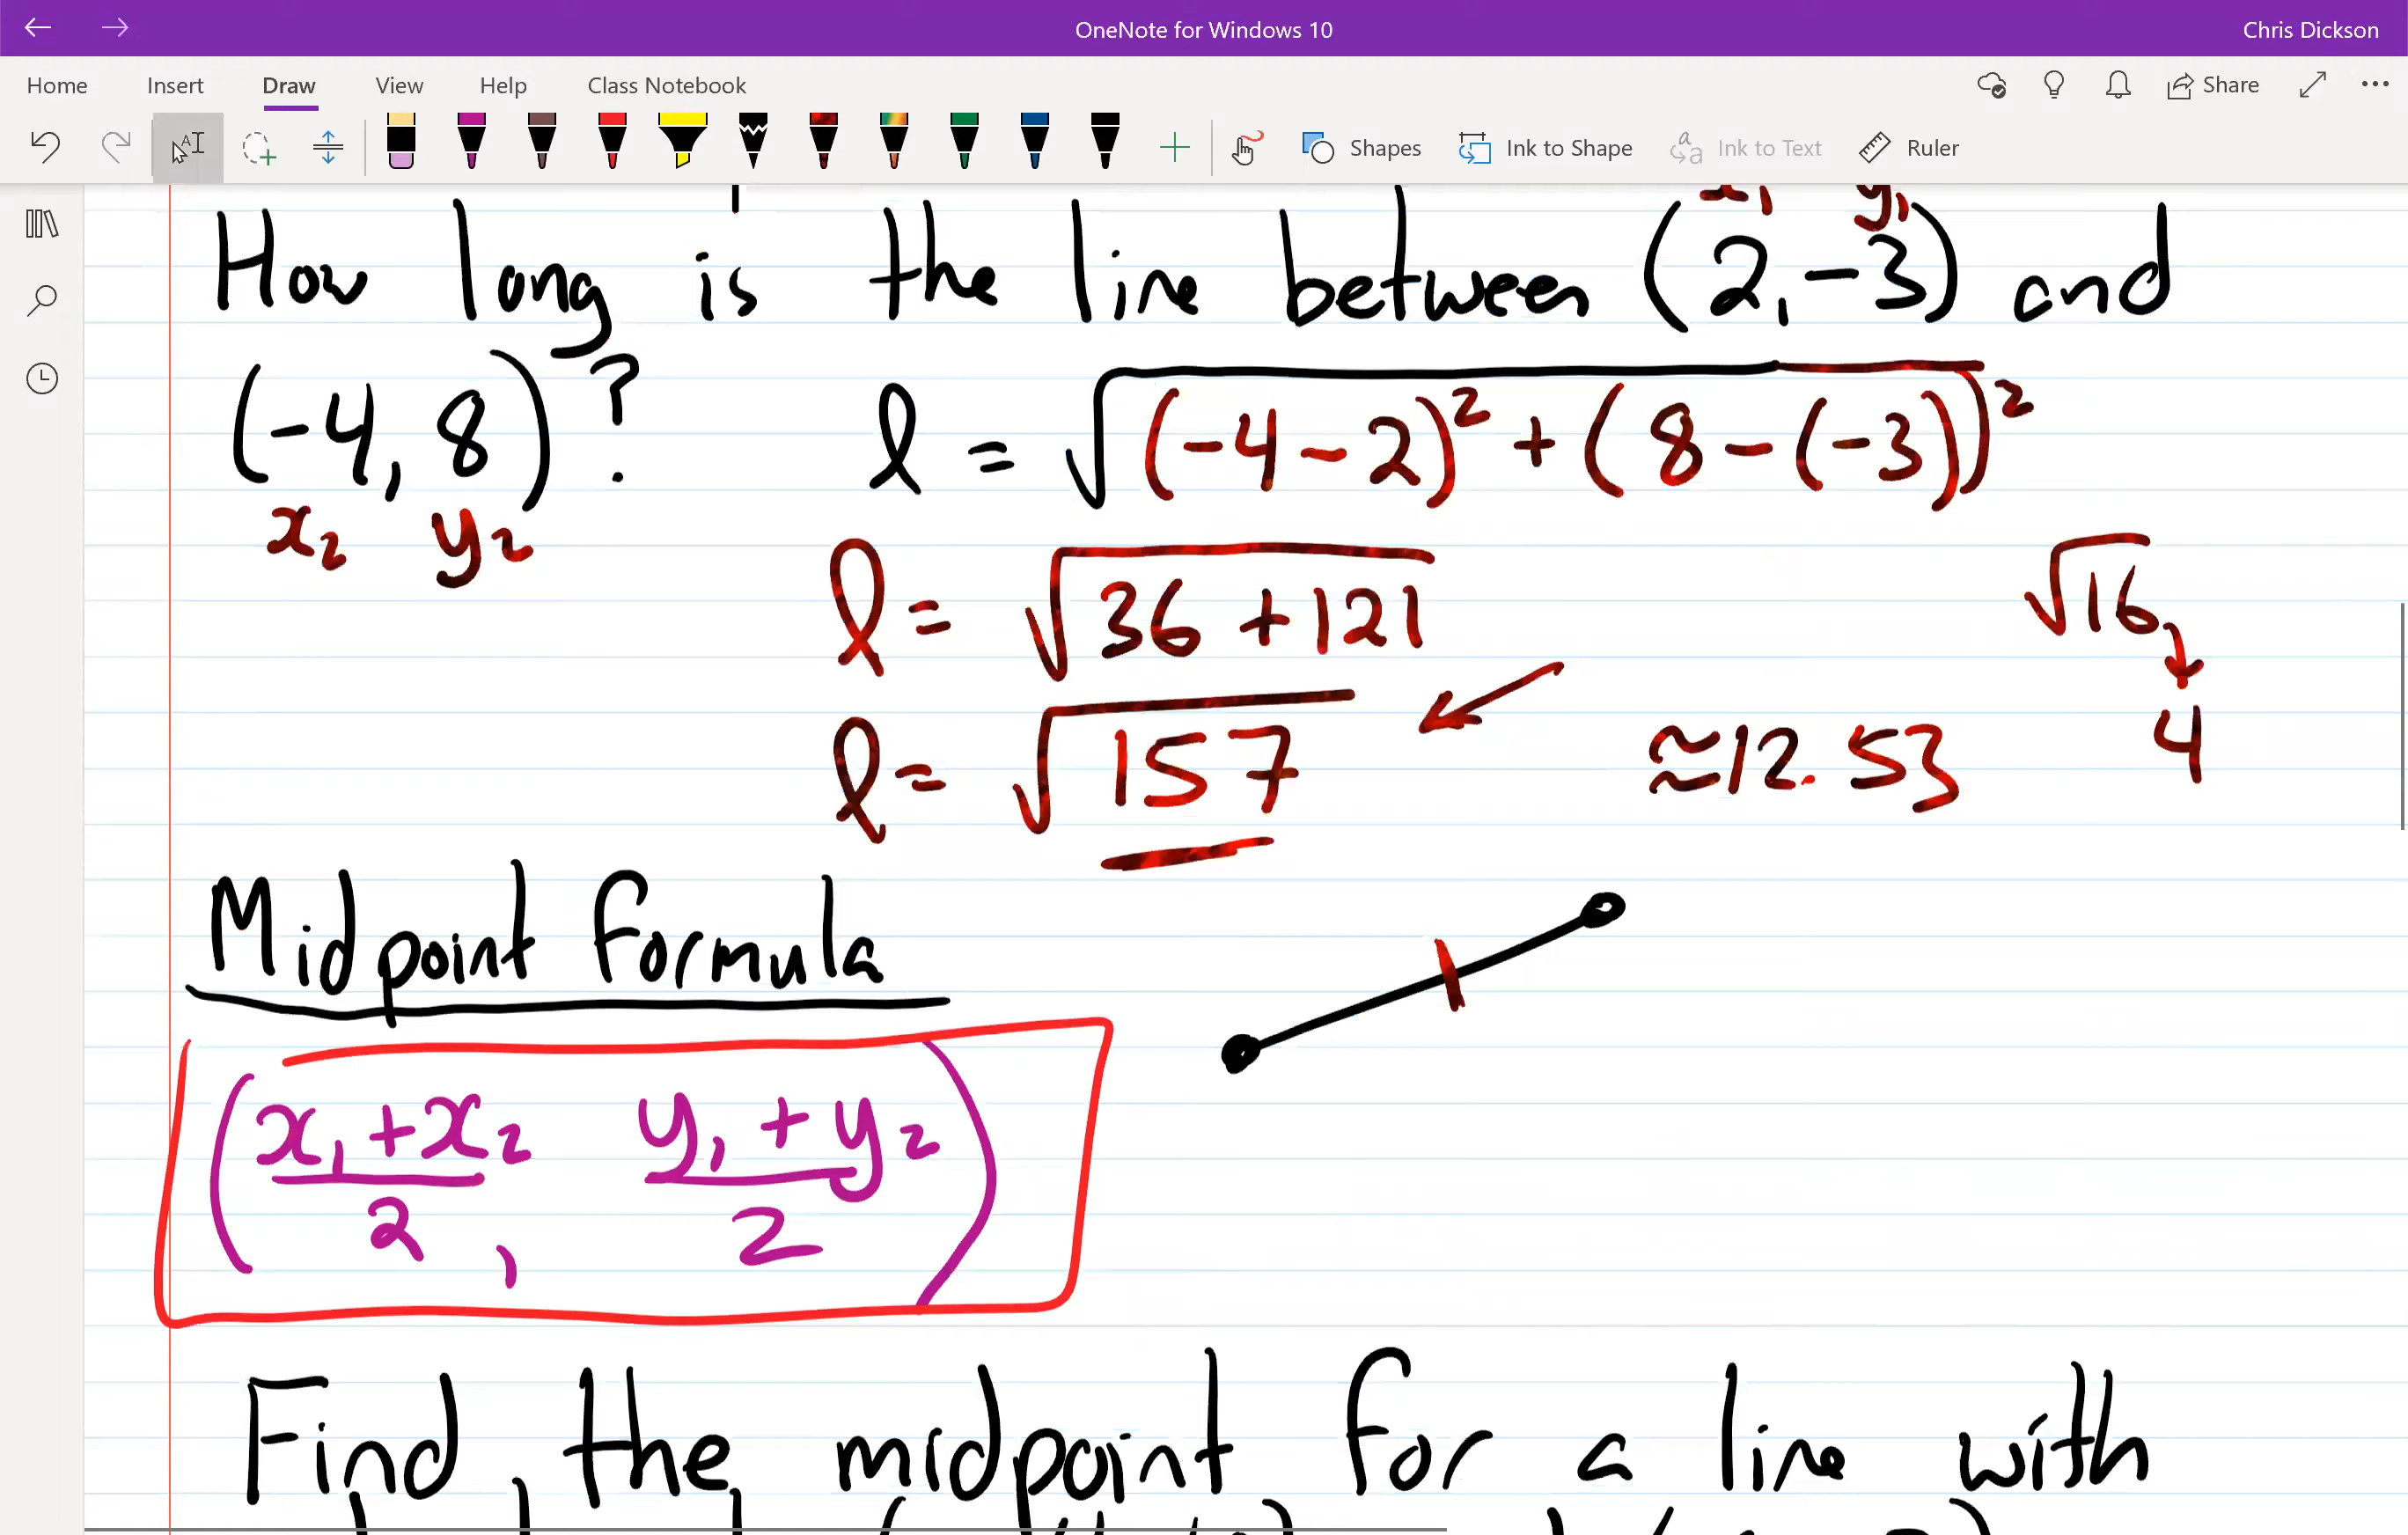 OneNote for Windows 10
Chris Dickson
Home Insert Draw View Help Class Notebook Share
Shapes Ink to Shape Ink to Text Ruler
x₁ y₁
How long is the line between (2, -3) and
(-4, 8)?
x₂ y₂
l = √((-4 - 2)² + (8 - (-3))²)
l = √(36 + 121)
√16
4
l = √157
≈ 12.53
Midpoint Formula
(x₁ + x₂ / 2, y₁ + y₂ / 2)
Find the midpoint for a line with